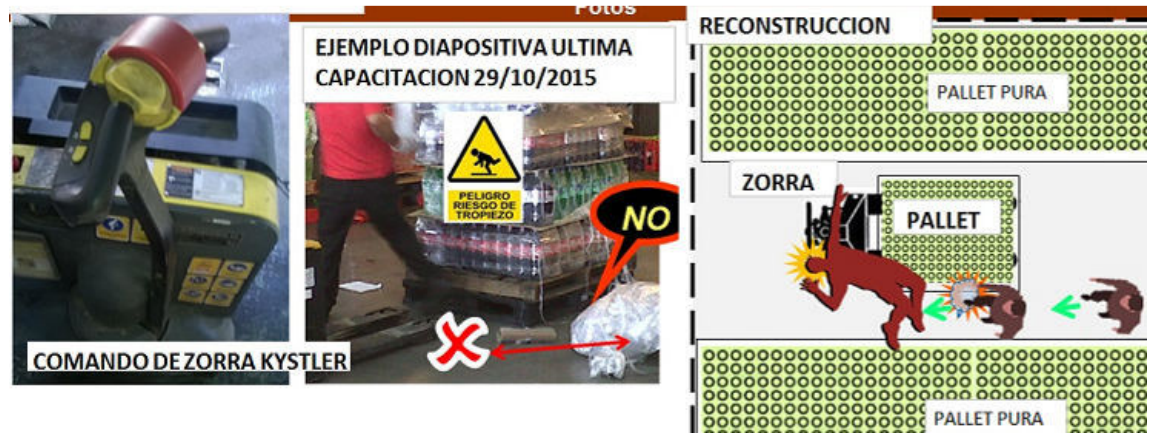 Fotos
EJEMPLO DIAPOSITIVA ULTIMA
CAPACITACION 29/10/2015
PELIGRO
RIESGO DE
TROPIEZO
NO
COMANDO DE ZORRA KYSTLER
RECONSTRUCCION
PALLET PURA
ZORRA
PALLET
PALLET PURA